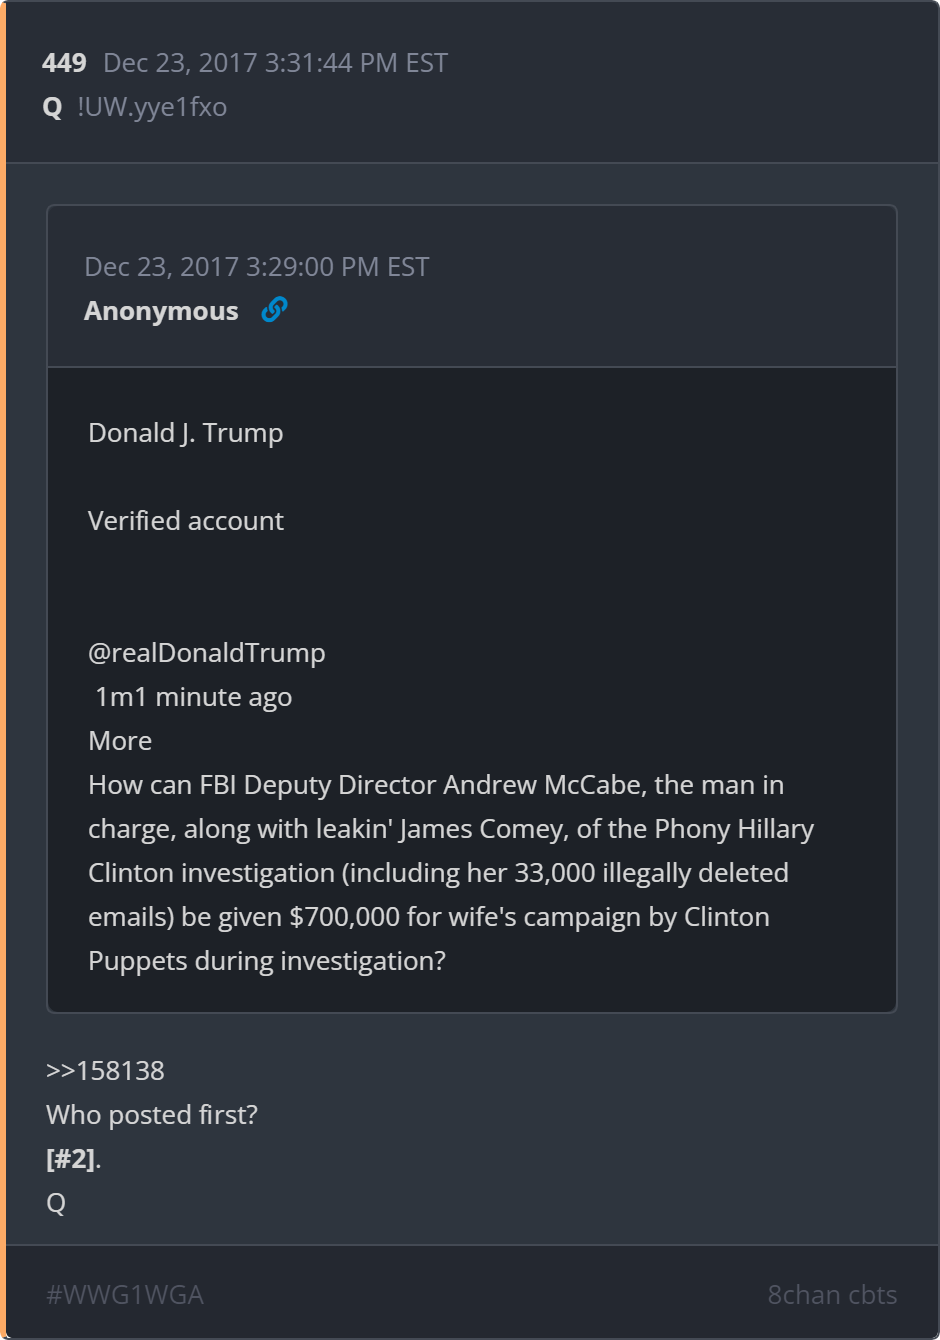 449 Dec 23, 2017 3:31:44 PM EST
Q !UW.yye1fxo
Dec 23, 2017 3:29:00 PM EST
Anonymous
Donald J. Trump
Verified account
@realDonaldTrump
1m1 minute ago
More
How can FBI Deputy Director Andrew McCabe, the man in
charge, along with leakin' James Comey, of the Phony Hillary
Clinton investigation (including her 33,000 illegally deleted
emails) be given $700,000 for wife's campaign by Clinton
Puppets during investigation?
>>158138
Who posted first?
[#2].
Q
#WWG1WGA 8chan cbts